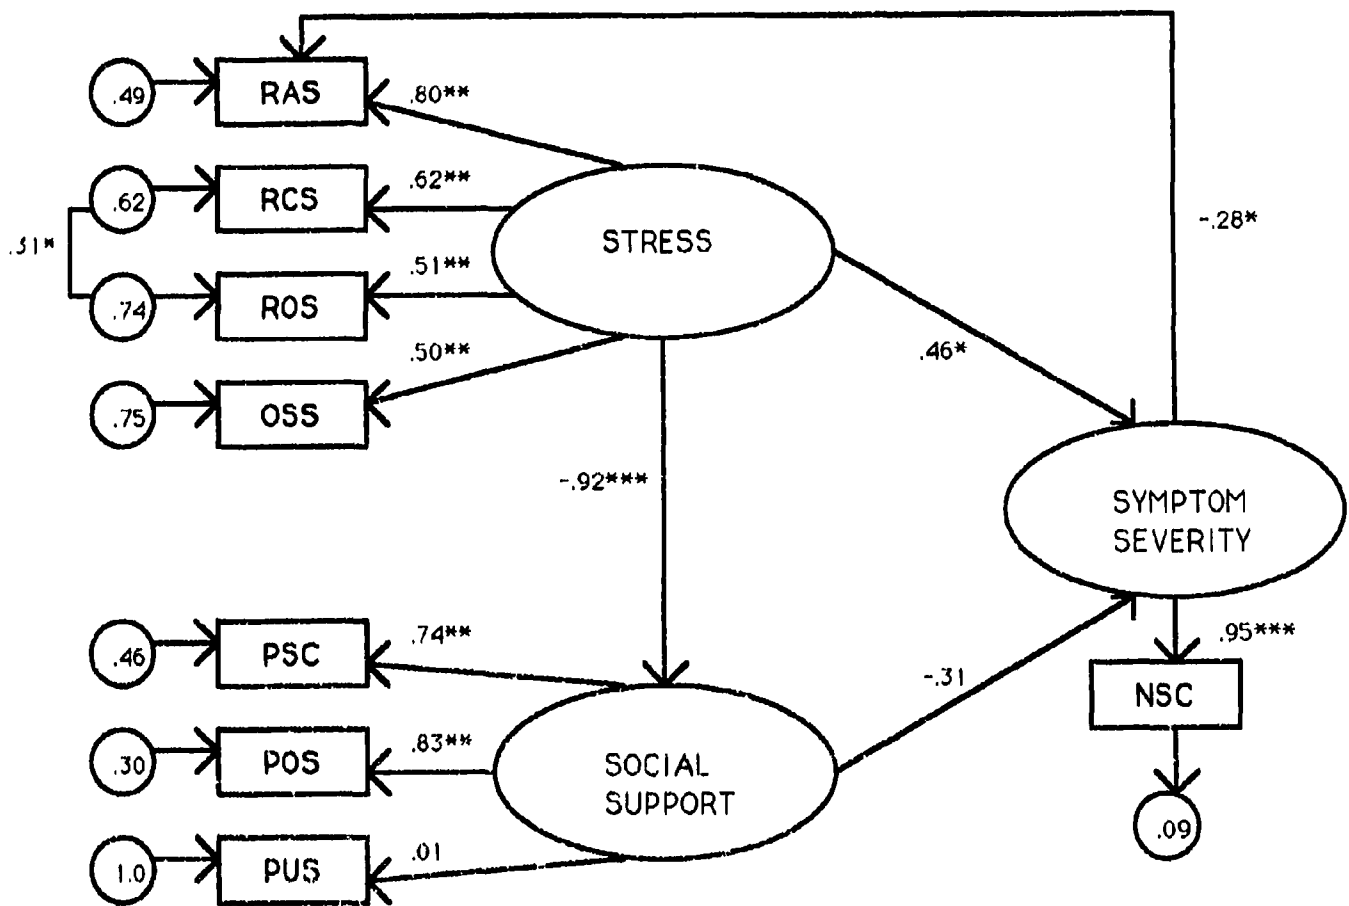 .49
RAS
.80**
.62
RCS
.62**
.31*
STRESS
-.28*
.74
ROS
.51**
.46*
.75
OSS
.50**
-.92***
SYMPTOM
SEVERITY
.46
PSC
.74**
.95***
-.31
NSC
.30
POS
.83**
SOCIAL
SUPPORT
.09
1.0
PUS
.01